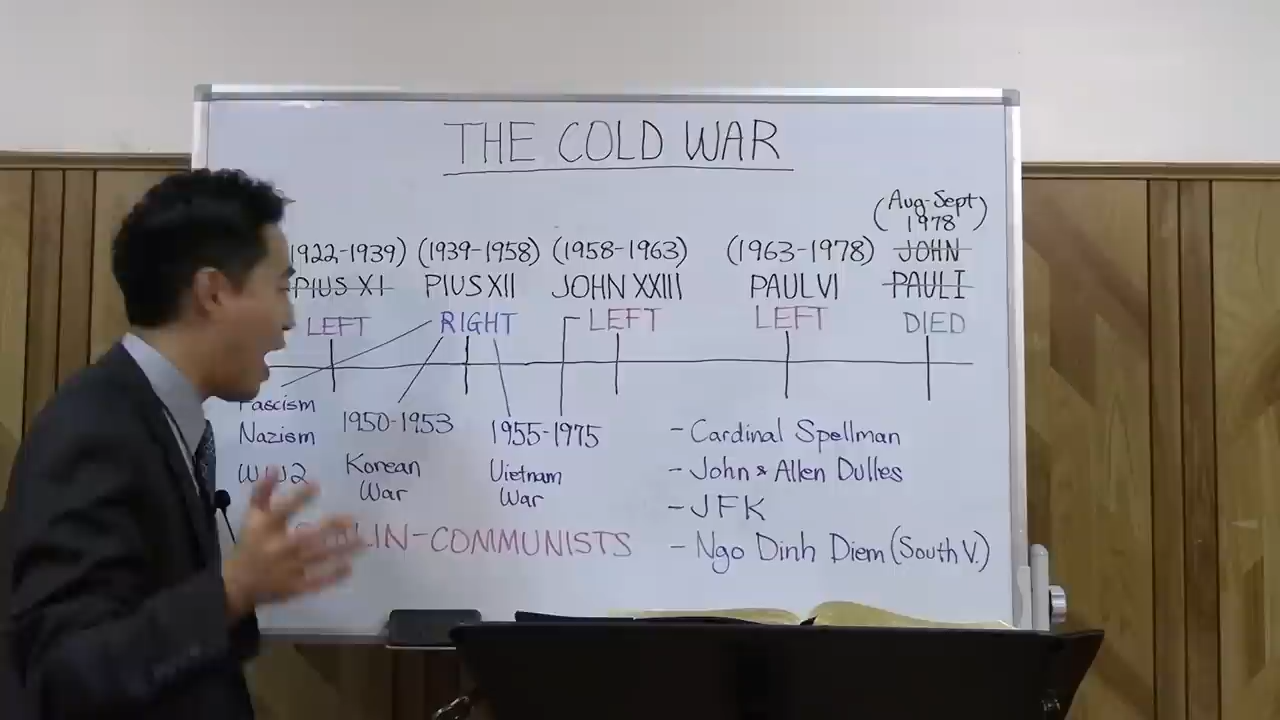 THE COLD WAR
(Aug-Sept)
1978
1922-1939) (1939-1958) (1958-1963) (1963-1978) JOHN
PIUS XI PIUS XII JOHN XXIII PAUL VI PAUL I
LEFT RIGHT LEFT LEFT DIED
Fascism 1950-1953 1955-1975 - Cardinal Spellman
Nazism Korean Vietnam - John & Allen Dulles
WW2 War War - JFK
LIN-COMMUNISTS - Ngo Dinh Diem (South V.)